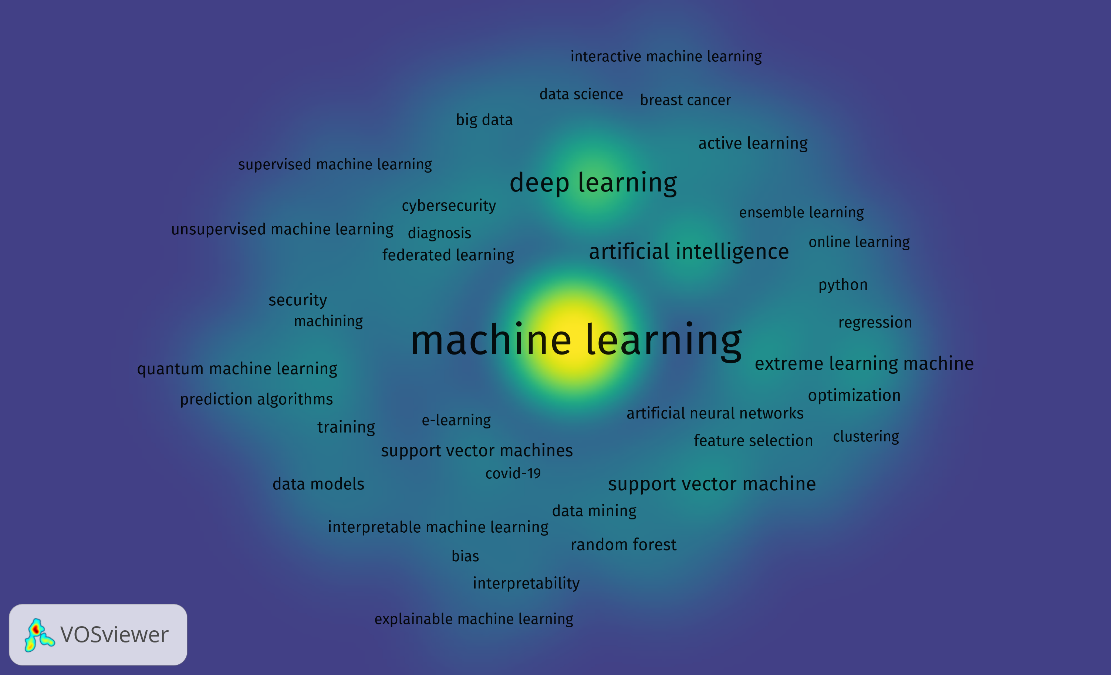 interactive machine learning
data science
breast cancer
big data
active learning
supervised machine learning
deep learning
cybersecurity
ensemble learning
unsupervised machine learning
diagnosis
online learning
federated learning
artificial intelligence
python
security
machining
regression
machine learning
extreme learning machine
quantum machine learning
optimization
prediction algorithms
artificial neural networks
e-learning
training
feature selection
clustering
support vector machines
covid-19
data models
support vector machine
data mining
interpretable machine learning
random forest
bias
interpretability
explainable machine learning
VOSviewer